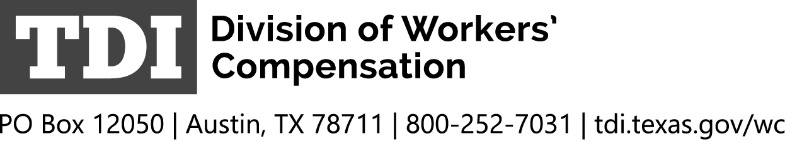 TDI
Division of Workers'
Compensation
PO Box 12050 | Austin, TX 78711 | 800-252-7031 | tdi.texas.gov/wc